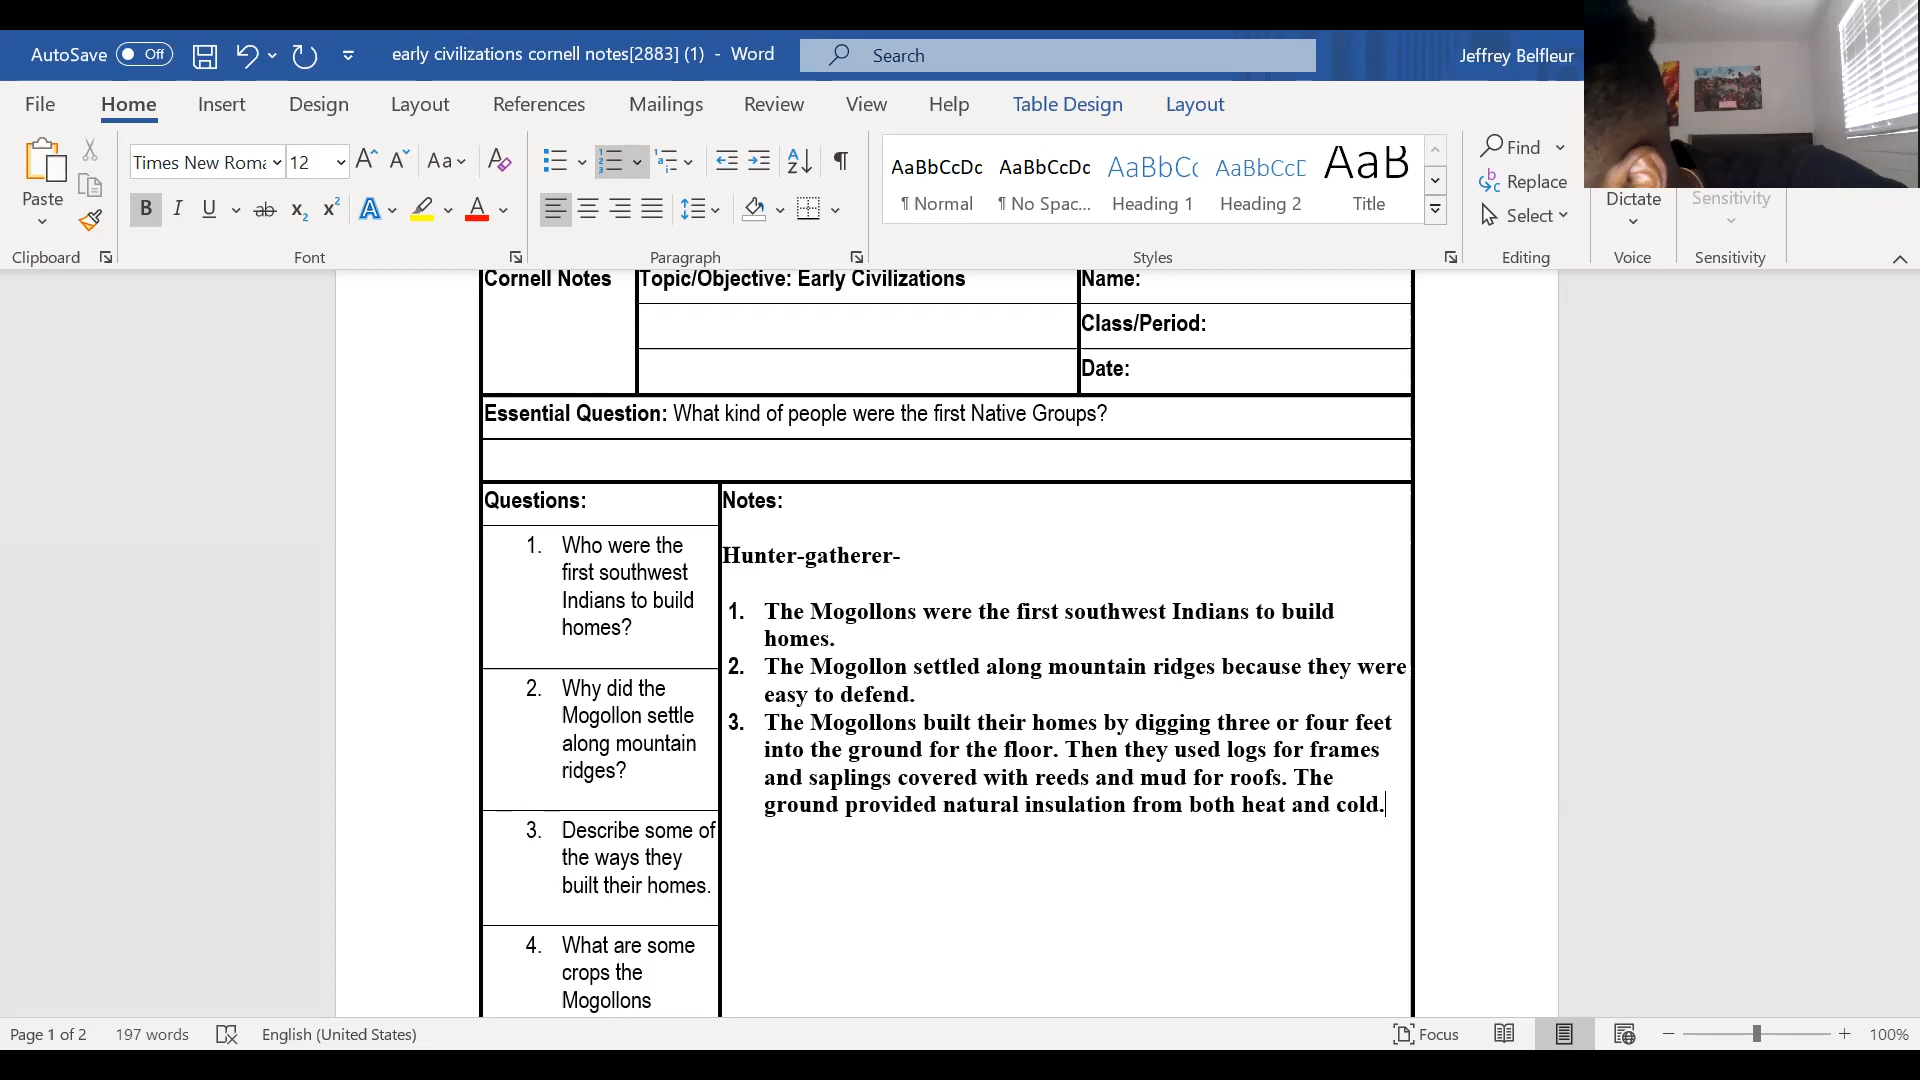 AutoSave Off early civilizations cornell notes[2883] (1) - Word Search Jeffrey Belfleur
File Home Insert Design Layout References Mailings Review View Help Table Design Layout
MARVEL
Paste
Times New Roma 12
Aa
AaBbCcDc AaBbCcDc AaBbCc AaBbCcD AaB
¶ Normal ¶ No Spac... Heading 1 Heading 2 Title
Find
Replace
Select
Dictate Sensitivity
Clipboard Font Paragraph Styles Editing Voice Sensitivity
Cornell Notes Topic/Objective: Early Civilizations Name:
Class/Period:
Date:
Essential Question: What kind of people were the first Native Groups?
Questions:
1. Who were the
first southwest
Indians to build
homes?
2. Why did the
Mogollon settle
along mountain
ridges?
3. Describe some of
the ways they
built their homes.
4. What are some
crops the
Mogollons
Notes:
Hunter-gatherer-
1. The Mogollons were the first southwest Indians to build
homes.
2. The Mogollon settled along mountain ridges because they were
easy to defend.
3. The Mogollons built their homes by digging three or four feet
into the ground for the floor. Then they used logs for frames
and saplings covered with reeds and mud for roofs. The
ground provided natural insulation from both heat and cold.
Page 1 of 2 197 words English (United States) Focus 100%